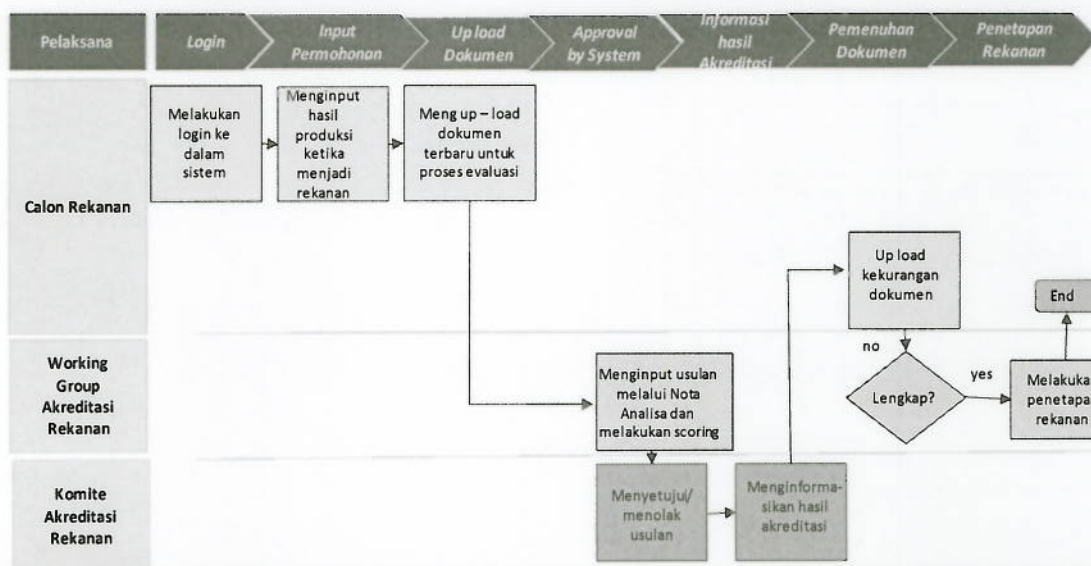 Pelaksana
Login
Input
Permohonan
Up load
Dokumen
Approval
by System
Informasi
hasil
Akreditasi
Pemenuhan
Dokumen
Penetapan
Rekanan
Calon Rekanan
Melakukan
login ke
dalam
sistem
Menginput
hasil
produksi
ketika
menjadi
rekanan
Meng up – load
dokumen
terbaru untuk
proses evaluasi
Up load
kekurangan
dokumen
End
Working
Group
Akreditasi
Rekanan
Menginput usulan
melalui Nota
Analisa dan
melakukan scoring
no
Lengkap?
yes
Melakuka
penetapa
rekanan
Komite
Akreditasi
Rekanan
Menyetujui/
menolak
usulan
Menginforma-
sikan hasil
akreditasi